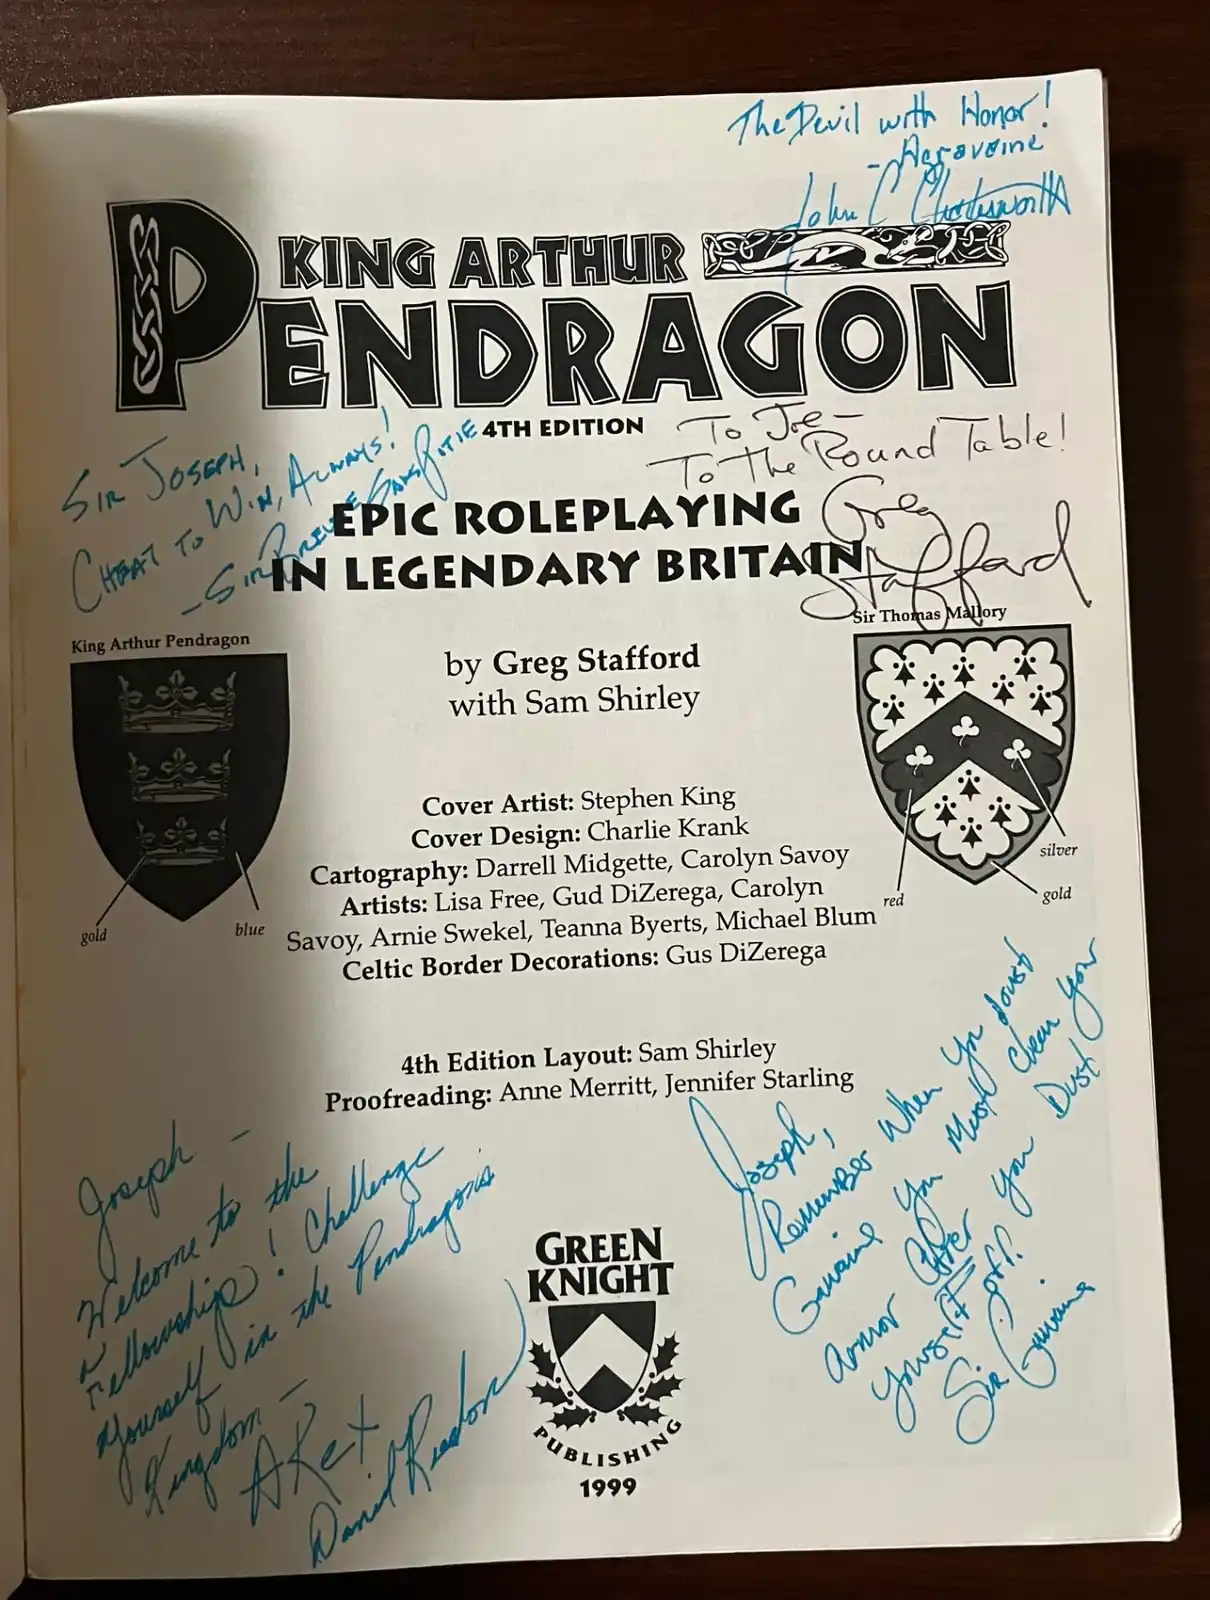 The Devil with Honor!
- Agravaine
John C
KING ARTHUR
PENDRAGON
4TH EDITION
To Joe-
To The Round Table!
Greg
Stafford
SIR JOSEPH,
CHEAT TO WIN, ALWAYS!
- SIR
EPIC ROLEPLAYING
IN LEGENDARY BRITAIN
King Arthur Pendragon
gold
blue
by Greg Stafford
with Sam Shirley
Sir Thomas Mallory
red
silver
gold
Cover Artist: Stephen King
Cover Design: Charlie Krank
Cartography: Darrell Midgette, Carolyn Savoy
Artists: Lisa Free, Gud DiZerega, Carolyn
Savoy, Arnie Swekel, Teanna Byerts, Michael Blum
Celtic Border Decorations: Gus DiZerega
4th Edition Layout: Sam Shirley
Proofreading: Anne Merritt, Jennifer Starling
Joseph -
Welcome to the
Fellowship! Challenge
Yourself in the Pendragons
Kingdom -
Joseph,
Remember When You doubt
Gawaine You Must clean your
armor after you Dust
yourself off.
Sir Gawaine
GREEN
KNIGHT
PUBLISHING
1999